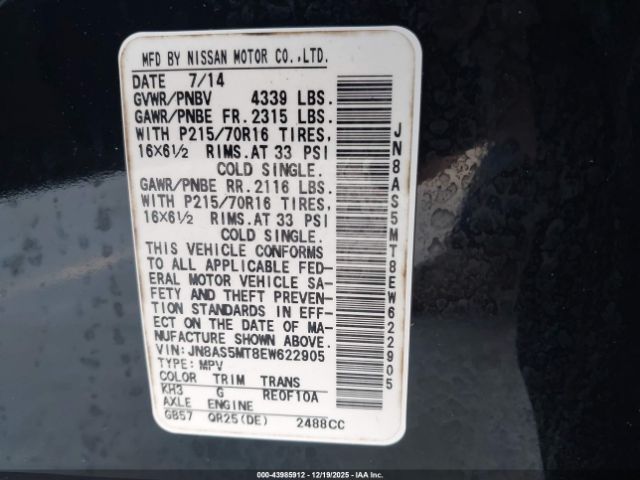 MFD BY NISSAN MOTOR CO.,LTD.
DATE 7/14
GVWR/PNBV 4339 LBS.
GAWR/PNBE FR. 2315 LBS.
WITH P215/70R16 TIRES,
16X6½ RIMS.AT 33 PSI
COLD SINGLE.
GAWR/PNBE RR. 2116 LBS.
WITH P215/70R16 TIRES,
16X6½ RIMS.AT 33 PSI
COLD SINGLE.
THIS VEHICLE CONFORMS
TO ALL APPLICABLE FED-
ERAL MOTOR VEHICLE SA-
FETY AND THEFT PREVEN-
TION STANDARDS IN EFF-
ECT ON THE DATE OF MA-
NUFACTURE SHOWN ABOVE.
VIN: JN8AS5MT8EW622905
TYPE: MPV
COLOR TRIM TRANS
KH3 G RE0F10A
AXLE ENGINE
GB57 QR25(DE) 2488CC
JN8AS5MT8EW622905
000-43985912 - 12/19/2025 - IAAI.COM